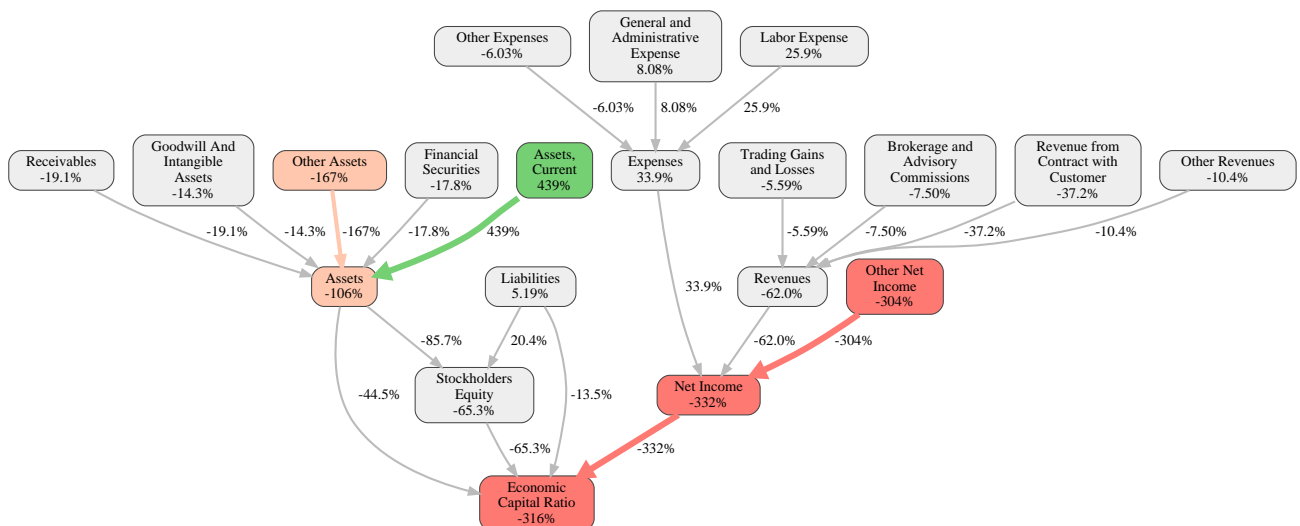 Other Expenses
-6.03%
General and
Administrative
Expense
8.08%
Labor Expense
25.9%
-6.03%
8.08%
25.9%
Receivables
-19.1%
Goodwill And
Intangible
Assets
-14.3%
Other Assets
-167%
Financial
Securities
-17.8%
Assets,
Current
439%
Expenses
33.9%
Trading Gains
and Losses
-5.59%
Brokerage and
Advisory
Commissions
-7.50%
Revenue from
Contract with
Customer
-37.2%
Other Revenues
-10.4%
-19.1%
-14.3%
-167%
-17.8%
439%
-5.59%
-7.50%
-37.2%
-10.4%
Assets
-106%
Liabilities
5.19%
33.9%
Revenues
-62.0%
Other Net
Income
-304%
-85.7%
20.4%
-62.0%
-304%
-44.5%
Stockholders
Equity
-65.3%
-13.5%
Net Income
-332%
-65.3%
-332%
Economic
Capital Ratio
-316%